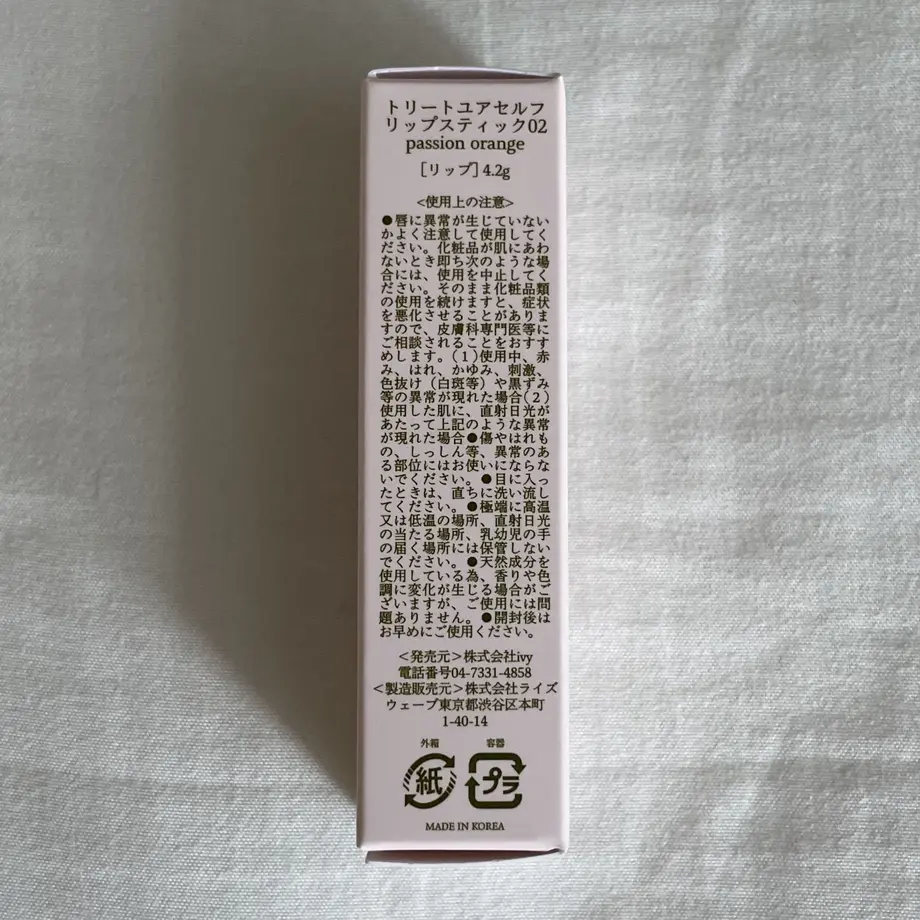 トリートユアセルフ
リップスティック02
passion orange
［リップ］4.2g
<使用上の注意>
●唇に異常が生じていない
かよく注意して使用してく
ださい。化粧品が肌にあわ
ないとき即ち次のような場
合には、使用を中止してく
ださい。そのまま化粧品類
の使用を続けますと、症状
を悪化させることがありま
すので、皮膚科専門医等に
ご相談されることをおすす
めします。(１)使用中、赤
み、はれ、かゆみ、刺激、
色抜け（白斑等）や黒ずみ
等の異常が現れた場合(２)
使用した肌に、直射日光が
あたって上記のような異常
が現れた場合●傷やはれも
の、しっしん等、異常のあ
る部位にはお使いにならな
いでください。●目に入っ
たときは、直ちに洗い流し
てください。●極端に高温
又は低温の場所、直射日光
の当たる場所、乳幼児の手
の届く場所には保管しない
でください。●天然成分を
使用している為、香りや色
調に変化が生じる場合がご
ざいますが、ご使用には問
題ありません。●開封後は
お早めにご使用ください。
＜発売元＞株式会社ivy
電話番号04-7331-4858
＜製造販売元＞株式会社ライズ
ウェーブ東京都渋谷区本町
1-40-14
外箱 容器
紙 プラ
MADE IN KOREA